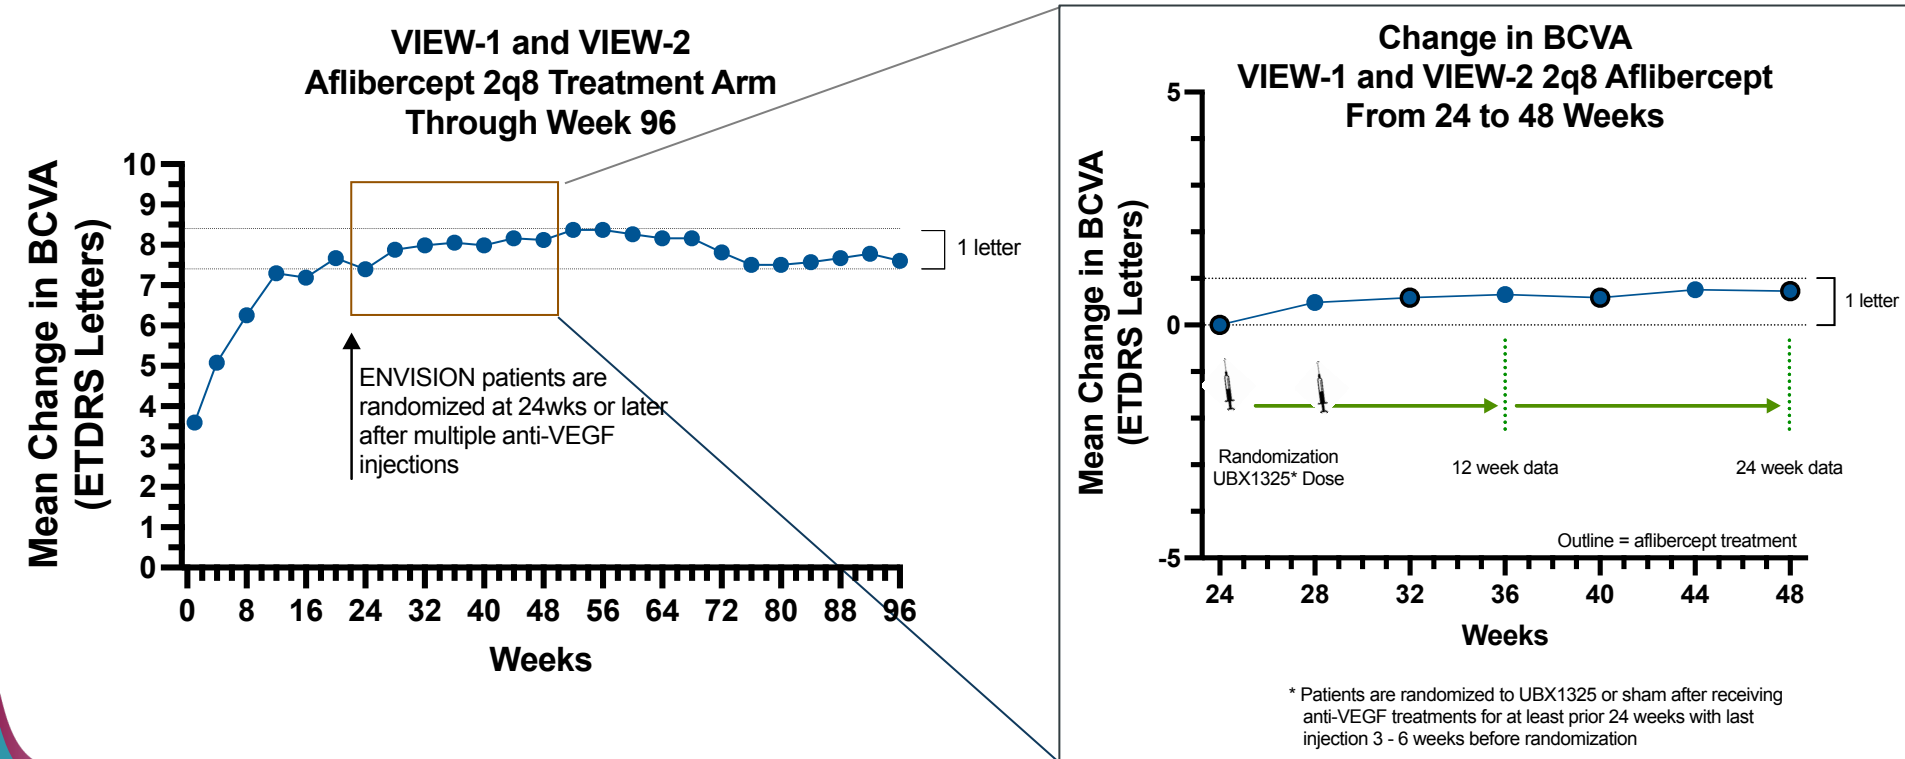 VIEW-1 and VIEW-2
Aflibercept 2q8 Treatment Arm
Through Week 96
Mean Change in BCVA
(ETDRS Letters)
10
9
8
7
6
5
4
3
2
1
0
1 letter
ENVISION patients are
randomized at 24wks or later
after multiple anti-VEGF
injections
0 8 16 24 32 40 48 56 64 72 80 88 96
Weeks
Change in BCVA
VIEW-1 and VIEW-2 2q8 Aflibercept
From 24 to 48 Weeks
Mean Change in BCVA
(ETDRS Letters)
5
0
-5
1 letter
Randomization
UBX1325* Dose
12 week data
24 week data
Outline = aflibercept treatment
24 28 32 36 40 44 48
Weeks
* Patients are randomized to UBX1325 or sham after receiving
anti-VEGF treatments for at least prior 24 weeks with last
injection 3 - 6 weeks before randomization